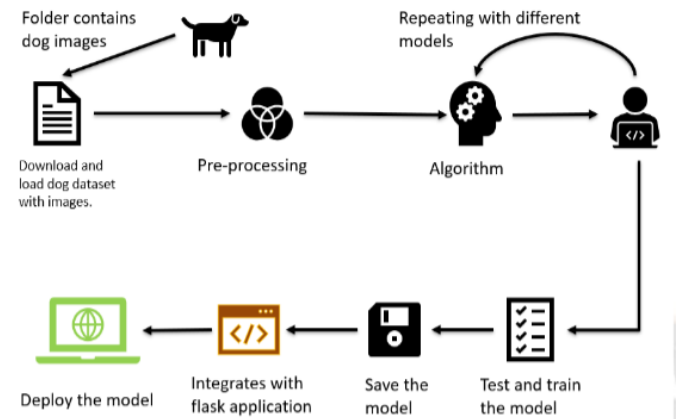 Folder contains
dog images
Repeating with different
models
</>
Download and
load dog dataset
with images.
Pre-processing
Algorithm
</>
Deploy the model
Integrates with
flask application
Save the
model
Test and train
the model